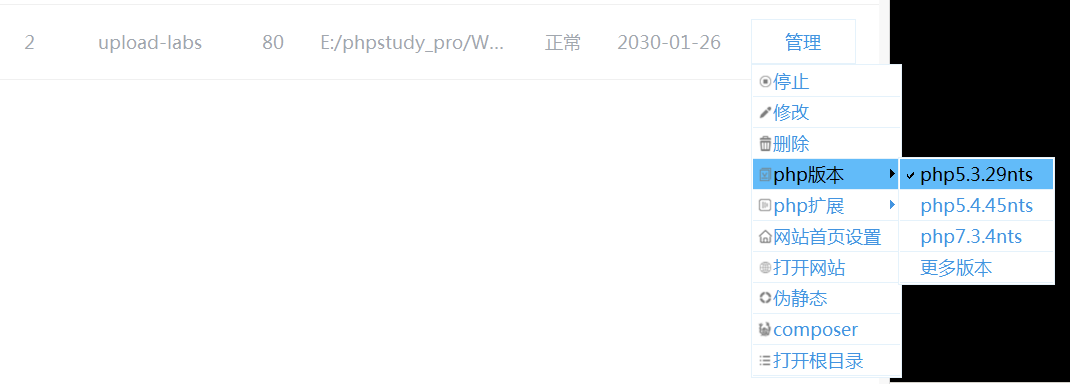 2 upload-labs 80 E:/phpstudy_pro/W... 正常 2030-01-26 管理
停止
修改
删除
php版本 php5.3.29nts
php扩展 php5.4.45nts
网站首页设置 php7.3.4nts
打开网站 更多版本
伪静态
composer
打开根目录